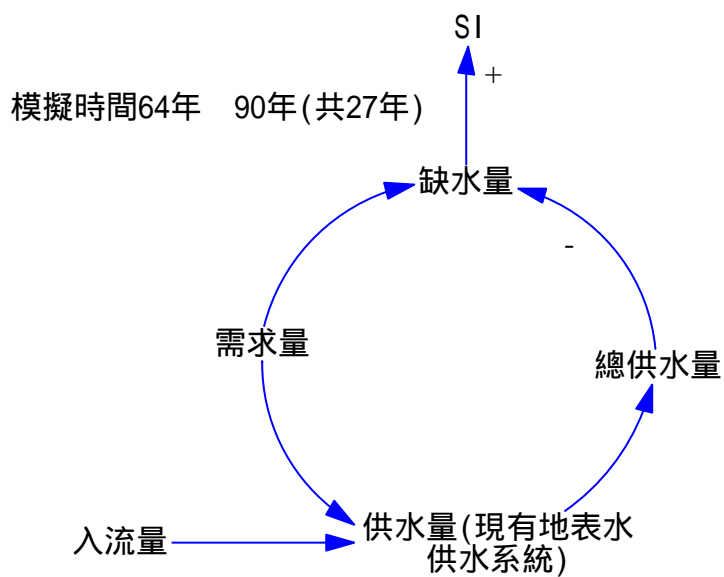 SI
+
模擬時間64年　90年(共27年)
缺水量
-
需求量
總供水量
供水量(現有地表水
供水系統)
入流量